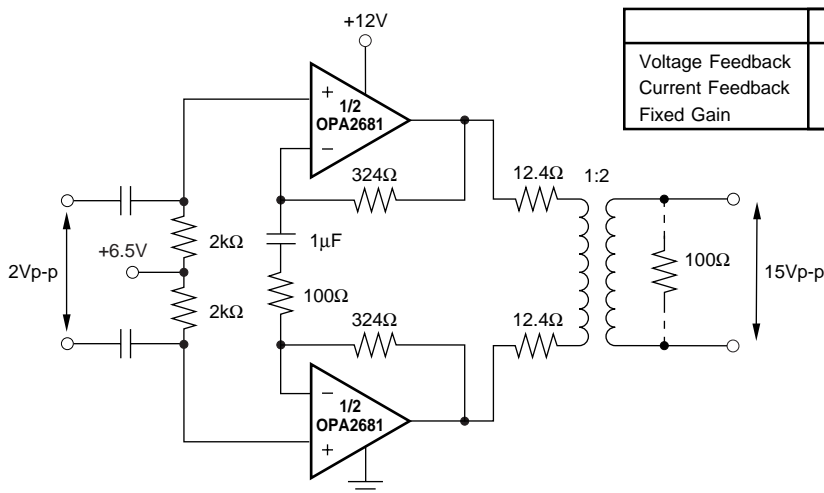 +12V
Voltage Feedback
Current Feedback
Fixed Gain
+
1/2
OPA2681
−
324Ω
12.4Ω
1:2
2Vp-p
+6.5V
2kΩ
1μF
100Ω
15Vp-p
2kΩ
100Ω
324Ω
12.4Ω
−
1/2
OPA2681
+